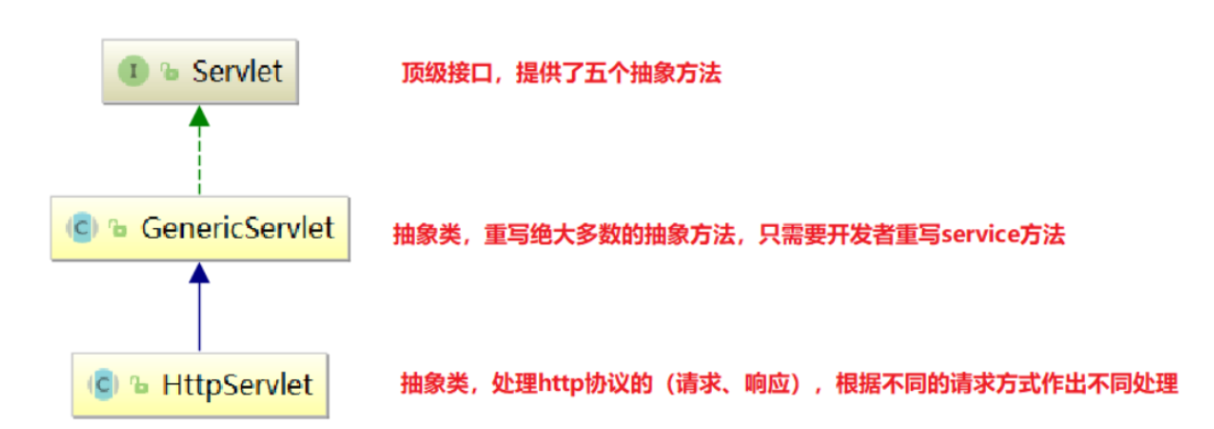 I Servlet 顶级接口，提供了五个抽象方法
C GenericServlet 抽象类，重写绝大多数的抽象方法，只需要开发者重写service方法
C HttpServlet 抽象类，处理http协议的（请求、响应），根据不同的请求方式作出不同处理